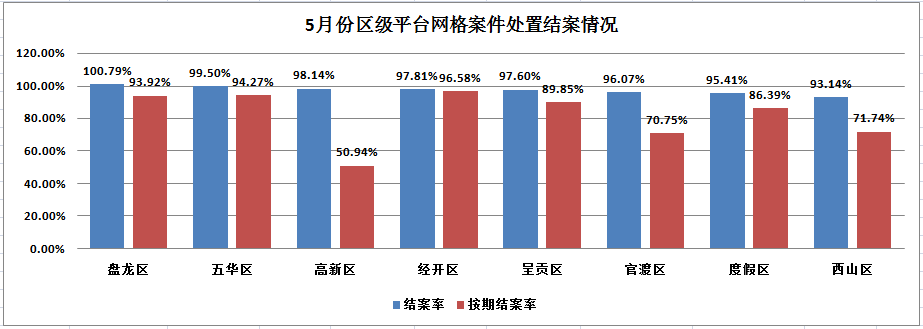 5月份区级平台网格案件处置结案情况
120.00%
100.00%
80.00%
60.00%
40.00%
20.00%
0.00%
100.79% 93.92% 99.50% 94.27% 98.14% 50.94% 97.81% 96.58% 97.60% 89.85% 96.07% 70.75% 95.41% 86.39% 93.14% 71.74%
盘龙区 五华区 高新区 经开区 呈贡区 官渡区 度假区 西山区
结案率 按期结案率